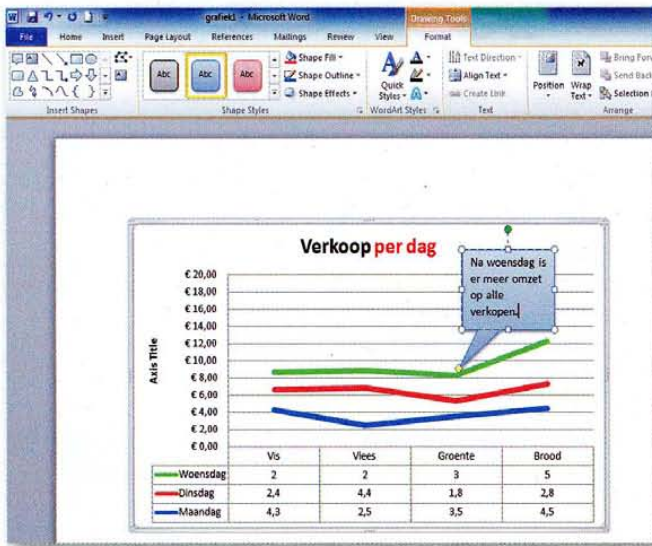 grafiek1 - Microsoft Word
Drawing Tools
File Home Insert Page Layout References Mailings Review View Format
Abc Abc Abc
Shape Fill
Shape Outline
Shape Effects
Quick Styles
Text Direction
Align Text
Create Link
Position
Wrap Text
Bring For
Send Back
Selection
Insert Shapes Shape Styles WordArt Styles Text Arrange
Verkoop per dag
Na woensdag is
er meer omzet
op alle
verkopen.
Axis Title
€ 20,00
€ 18,00
€ 16,00
€ 14,00
€ 12,00
€ 10,00
€ 8,00
€ 6,00
€ 4,00
€ 2,00
€ 0,00
Vis Vlees Groente Brood
Woensdag 2 2 3 5
Dinsdag 2,4 4,4 1,8 2,8
Maandag 4,3 2,5 3,5 4,5